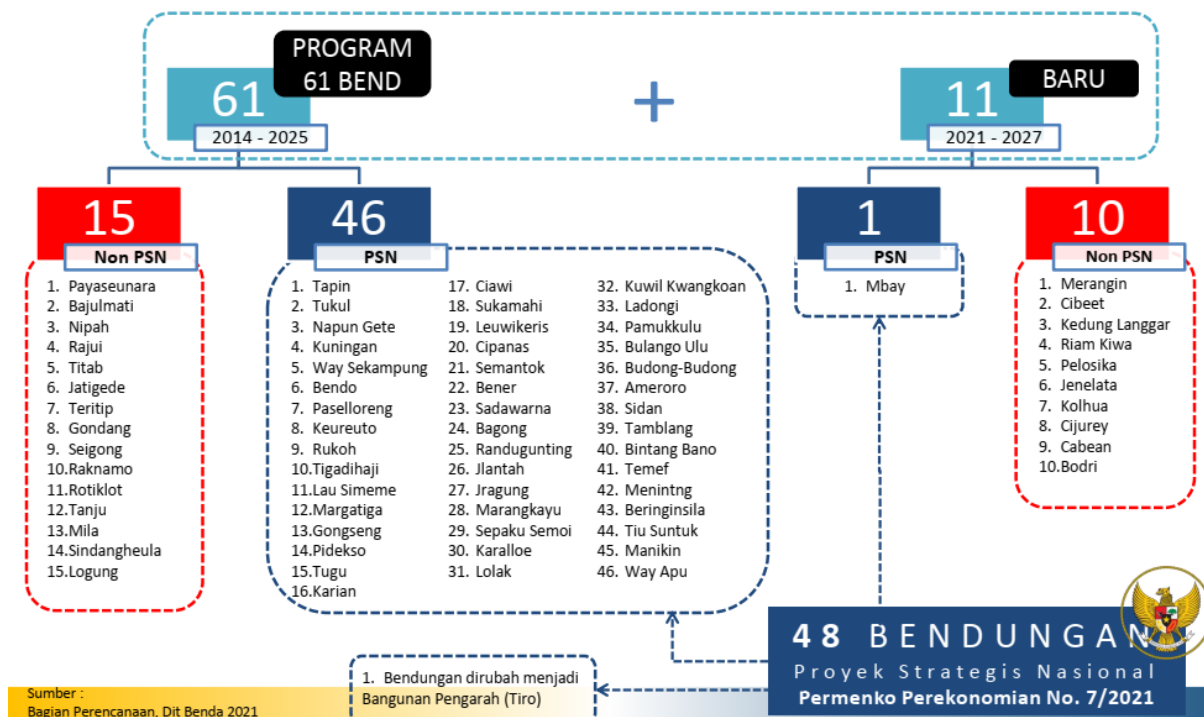 PROGRAM
61 BEND
61
2014 - 2025
+
BARU
11
2021 - 2027
15
Non PSN
1. Payaseunara
2. Bajulmati
3. Nipah
4. Rajui
5. Titab
6. Jatigede
7. Teritip
8. Gondang
9. Seigong
10.Raknamo
11.Rotiklot
12.Tanju
13.Mila
14.Sindangheula
15.Logung
46
PSN
1. Tapin
2. Tukul
3. Napun Gete
4. Kuningan
5. Way Sekampung
6. Bendo
7. Paselloreng
8. Keureuto
9. Rukoh
10.Tigadihaji
11.Lau Simeme
12.Margatiga
13.Gongseng
14.Pidekso
15.Tugu
16.Karian
17. Ciawi
18. Sukamahi
19. Leuwikeris
20. Cipanas
21. Semantok
22. Bener
23. Sadawarna
24. Bagong
25. Randugunting
26. Jlantah
27. Jragung
28. Marangkayu
29. Sepaku Semoi
30. Karalloe
31. Lolak
32. Kuwil Kwangkoan
33. Ladongi
34. Pamukkulu
35. Bulango Ulu
36. Budong-Budong
37. Ameroro
38. Sidan
39. Tamblang
40. Bintang Bano
41. Temef
42. Menintng
43. Beringinsila
44. Tiu Suntuk
45. Manikin
46. Way Apu
1
PSN
1. Mbay
10
Non PSN
1. Merangin
2. Cibeet
3. Kedung Langgar
4. Riam Kiwa
5. Pelosika
6. Jenelata
7. Kolhua
8. Cijurey
9. Cabean
10.Bodri
48 BENDUNGAN
Proyek Strategis Nasional
Permenko Perekonomian No. 7/2021
1. Bendungan dirubah menjadi
Bangunan Pengarah (Tiro)
Sumber :
Bagian Perencanaan, Dit Benda 2021